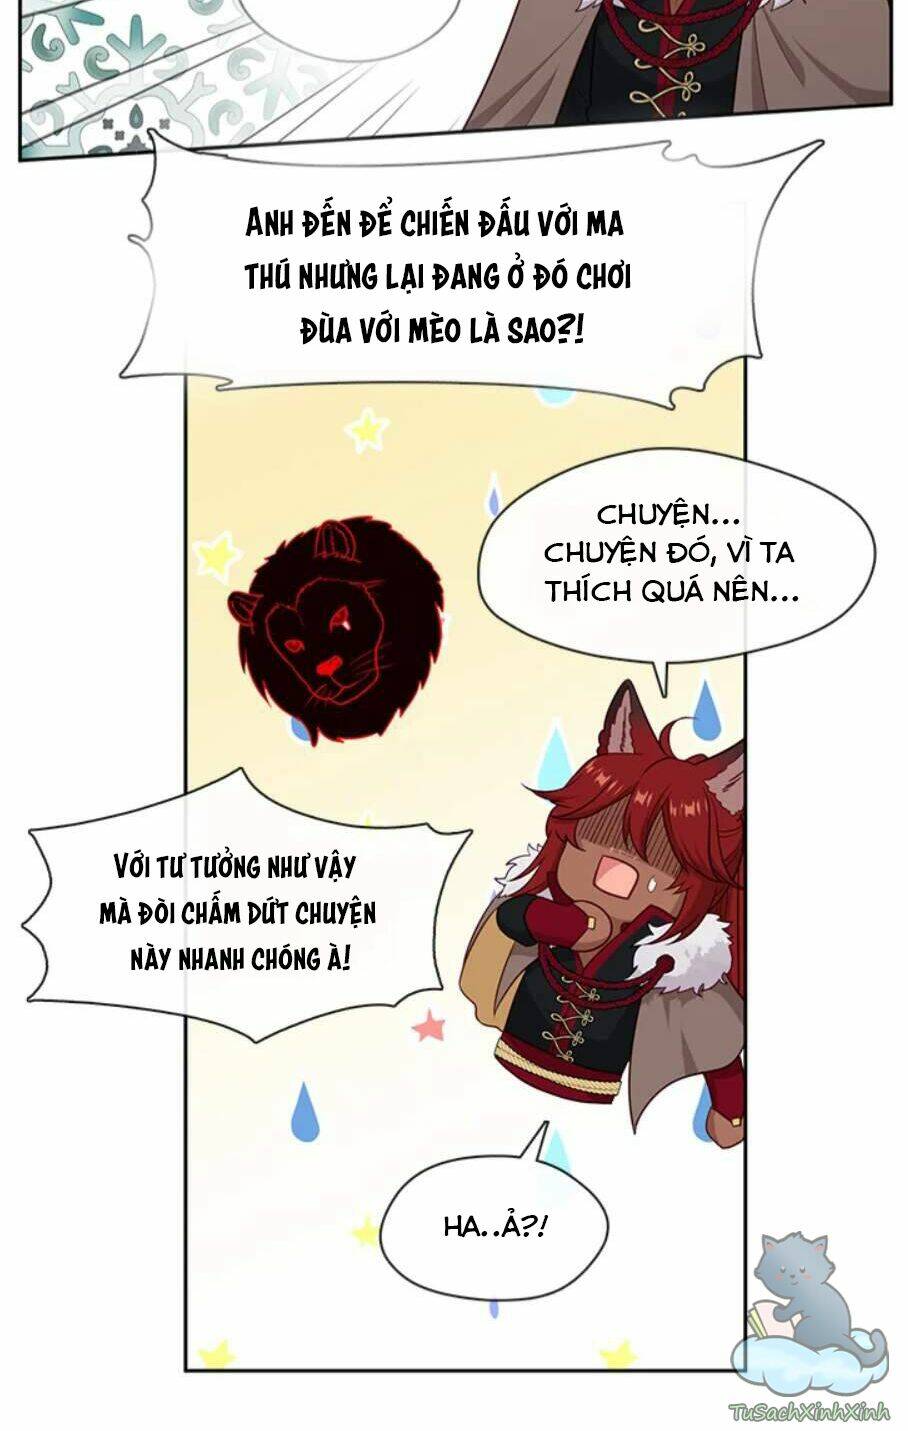 ANH ĐẾN ĐỂ CHIẾN ĐẤU VỚI MA
THÚ NHƯNG LẠI ĐANG Ở ĐÓ CHƠI
ĐÙA VỚI MÈO LÀ SAO?!
CHUYỆN...
CHUYỆN ĐÓ, VÌ TA
THÍCH QUÁ NÊN...
VỚI TƯ TƯỞNG NHƯ VẬY
MÀ ĐÒI CHẤM DỨT CHUYỆN
NÀY NHANH CHÓNG À!
HA...Ả?!
TuSachXinhXinh